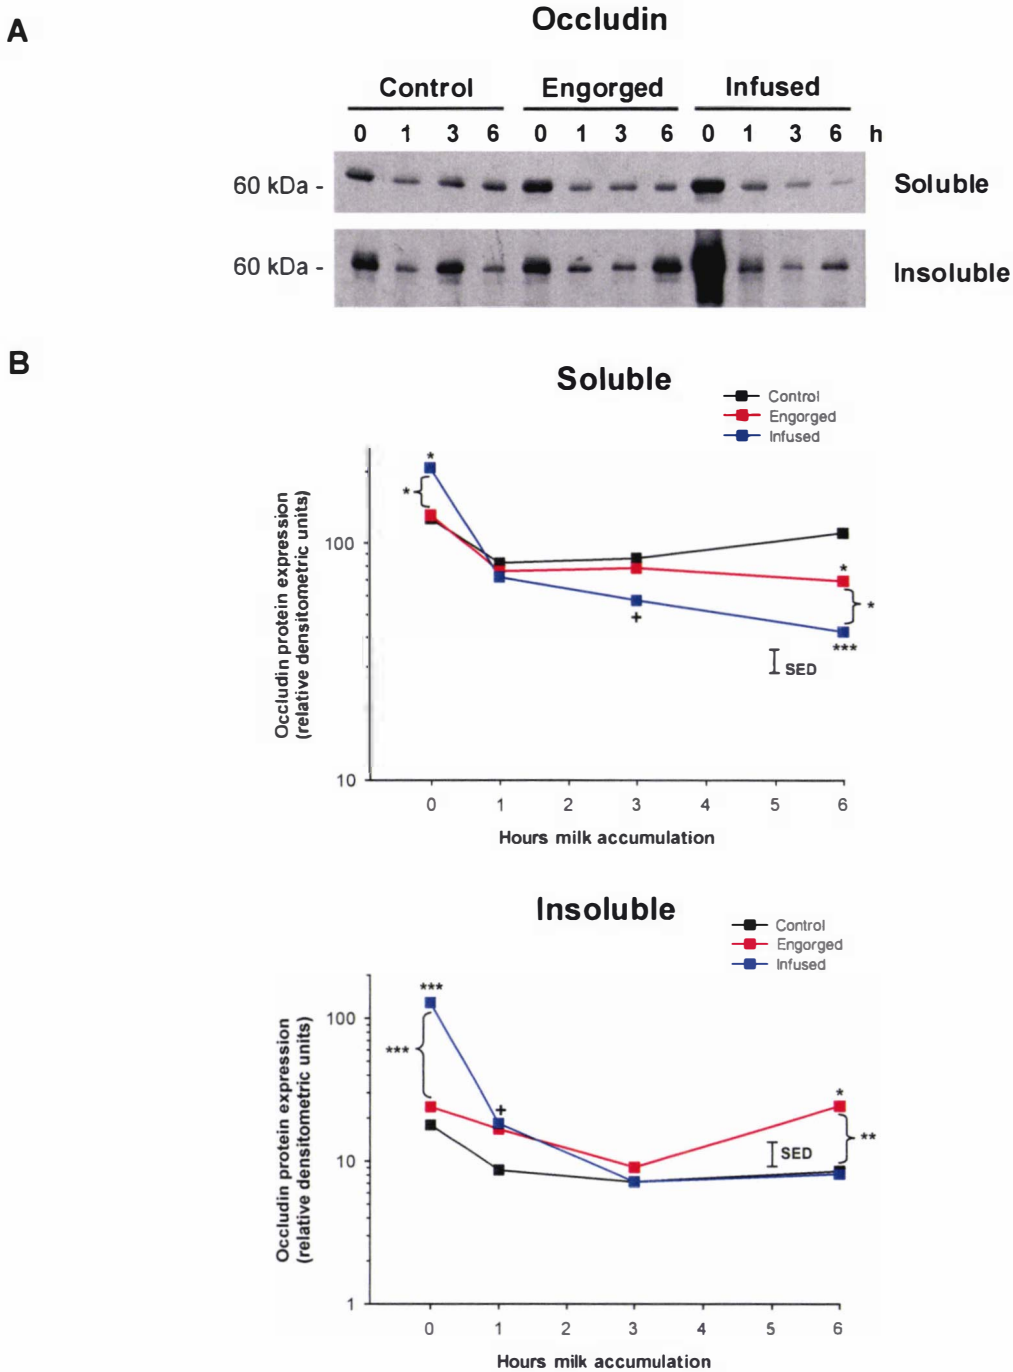 A
Occludin
Control Engorged Infused
0 1 3 6 0 1 3 6 0 1 3 6 h
60 kDa - Soluble
60 kDa - Insoluble
B
Soluble
Control
Engorged
Infused
Occludin protein expression
(relative densitometric units)
100
10
*
* {
+
*
} *
***
SED
0 1 2 3 4 5 6
Hours milk accumulation
Insoluble
Control
Engorged
Infused
Occludin protein expression
(relative densitometric units)
100
10
1
***
*** {
+
*
} **
SED
0 1 2 3 4 5 6
Hours milk accumulation